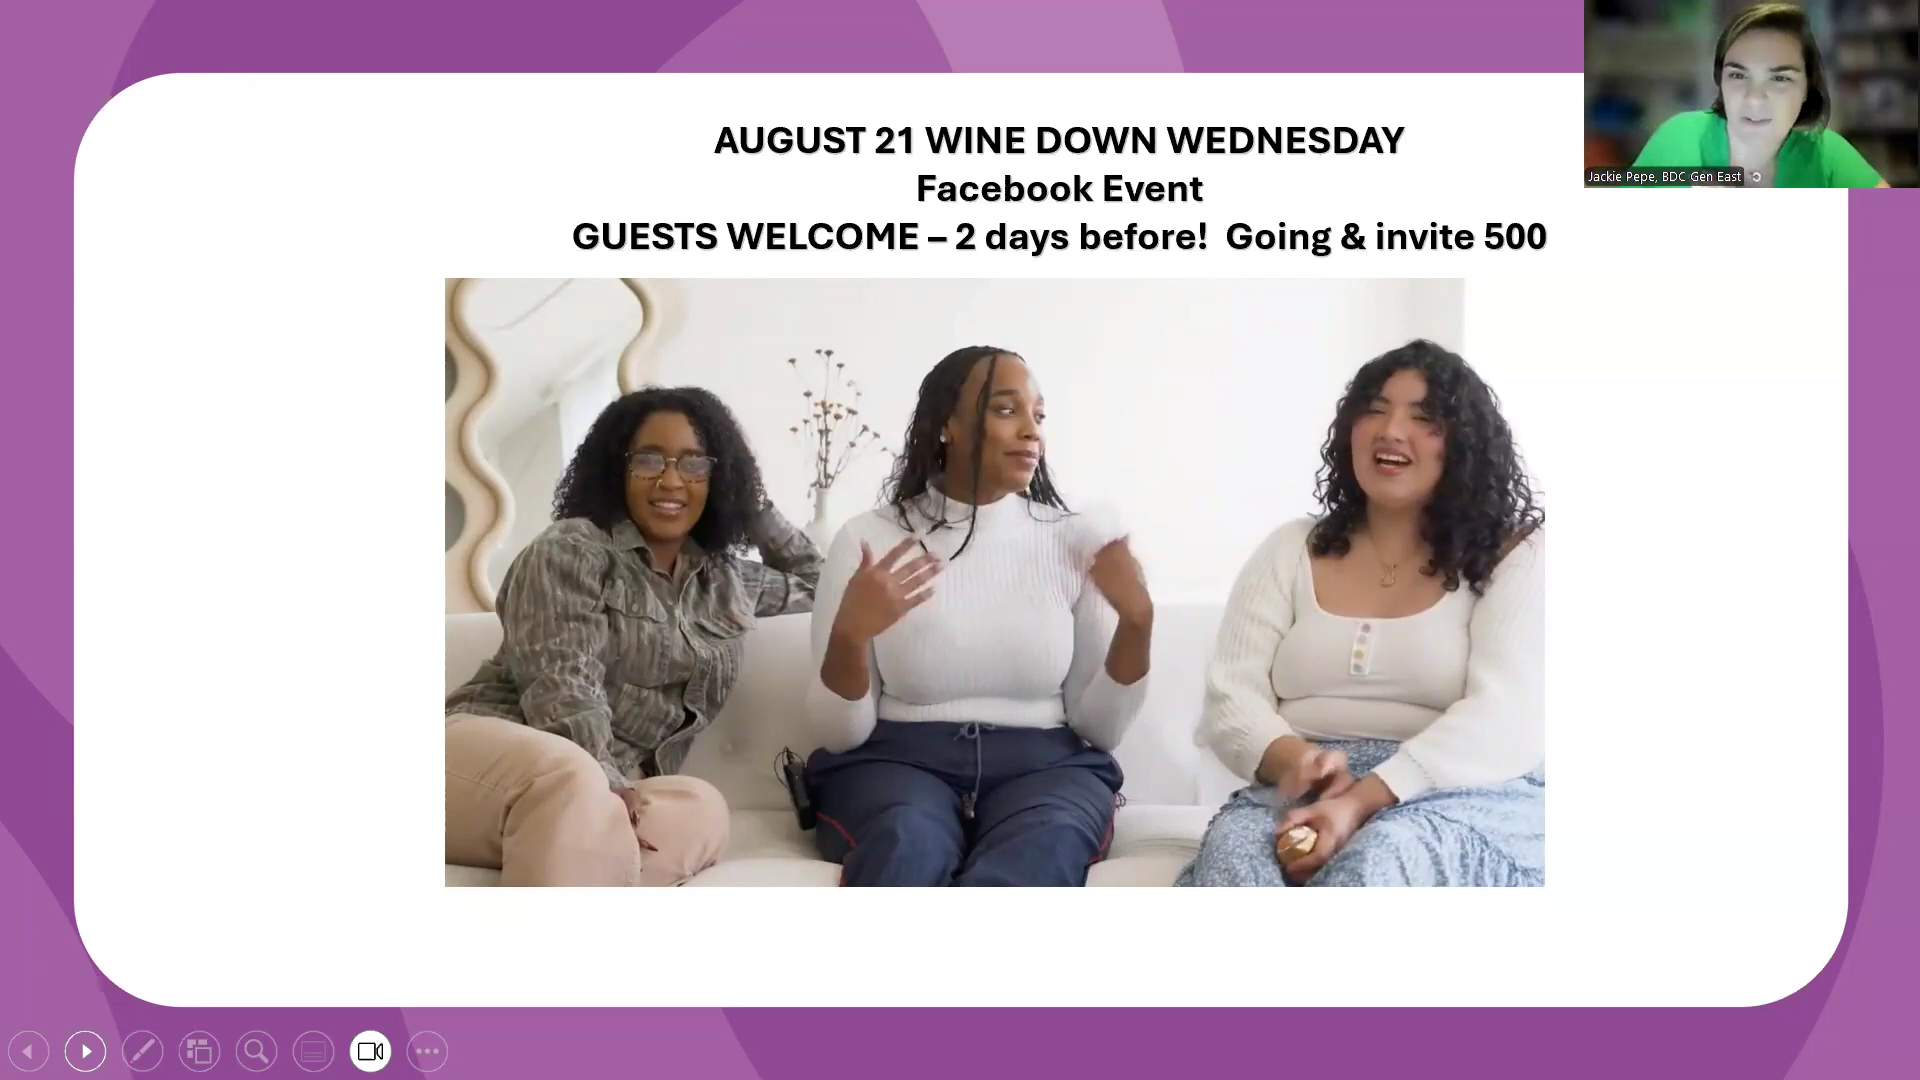 AUGUST 21 WINE DOWN WEDNESDAY
Facebook Event
GUESTS WELCOME – 2 days before!  Going & invite 500
Jackie Pepe, BDC Gen East